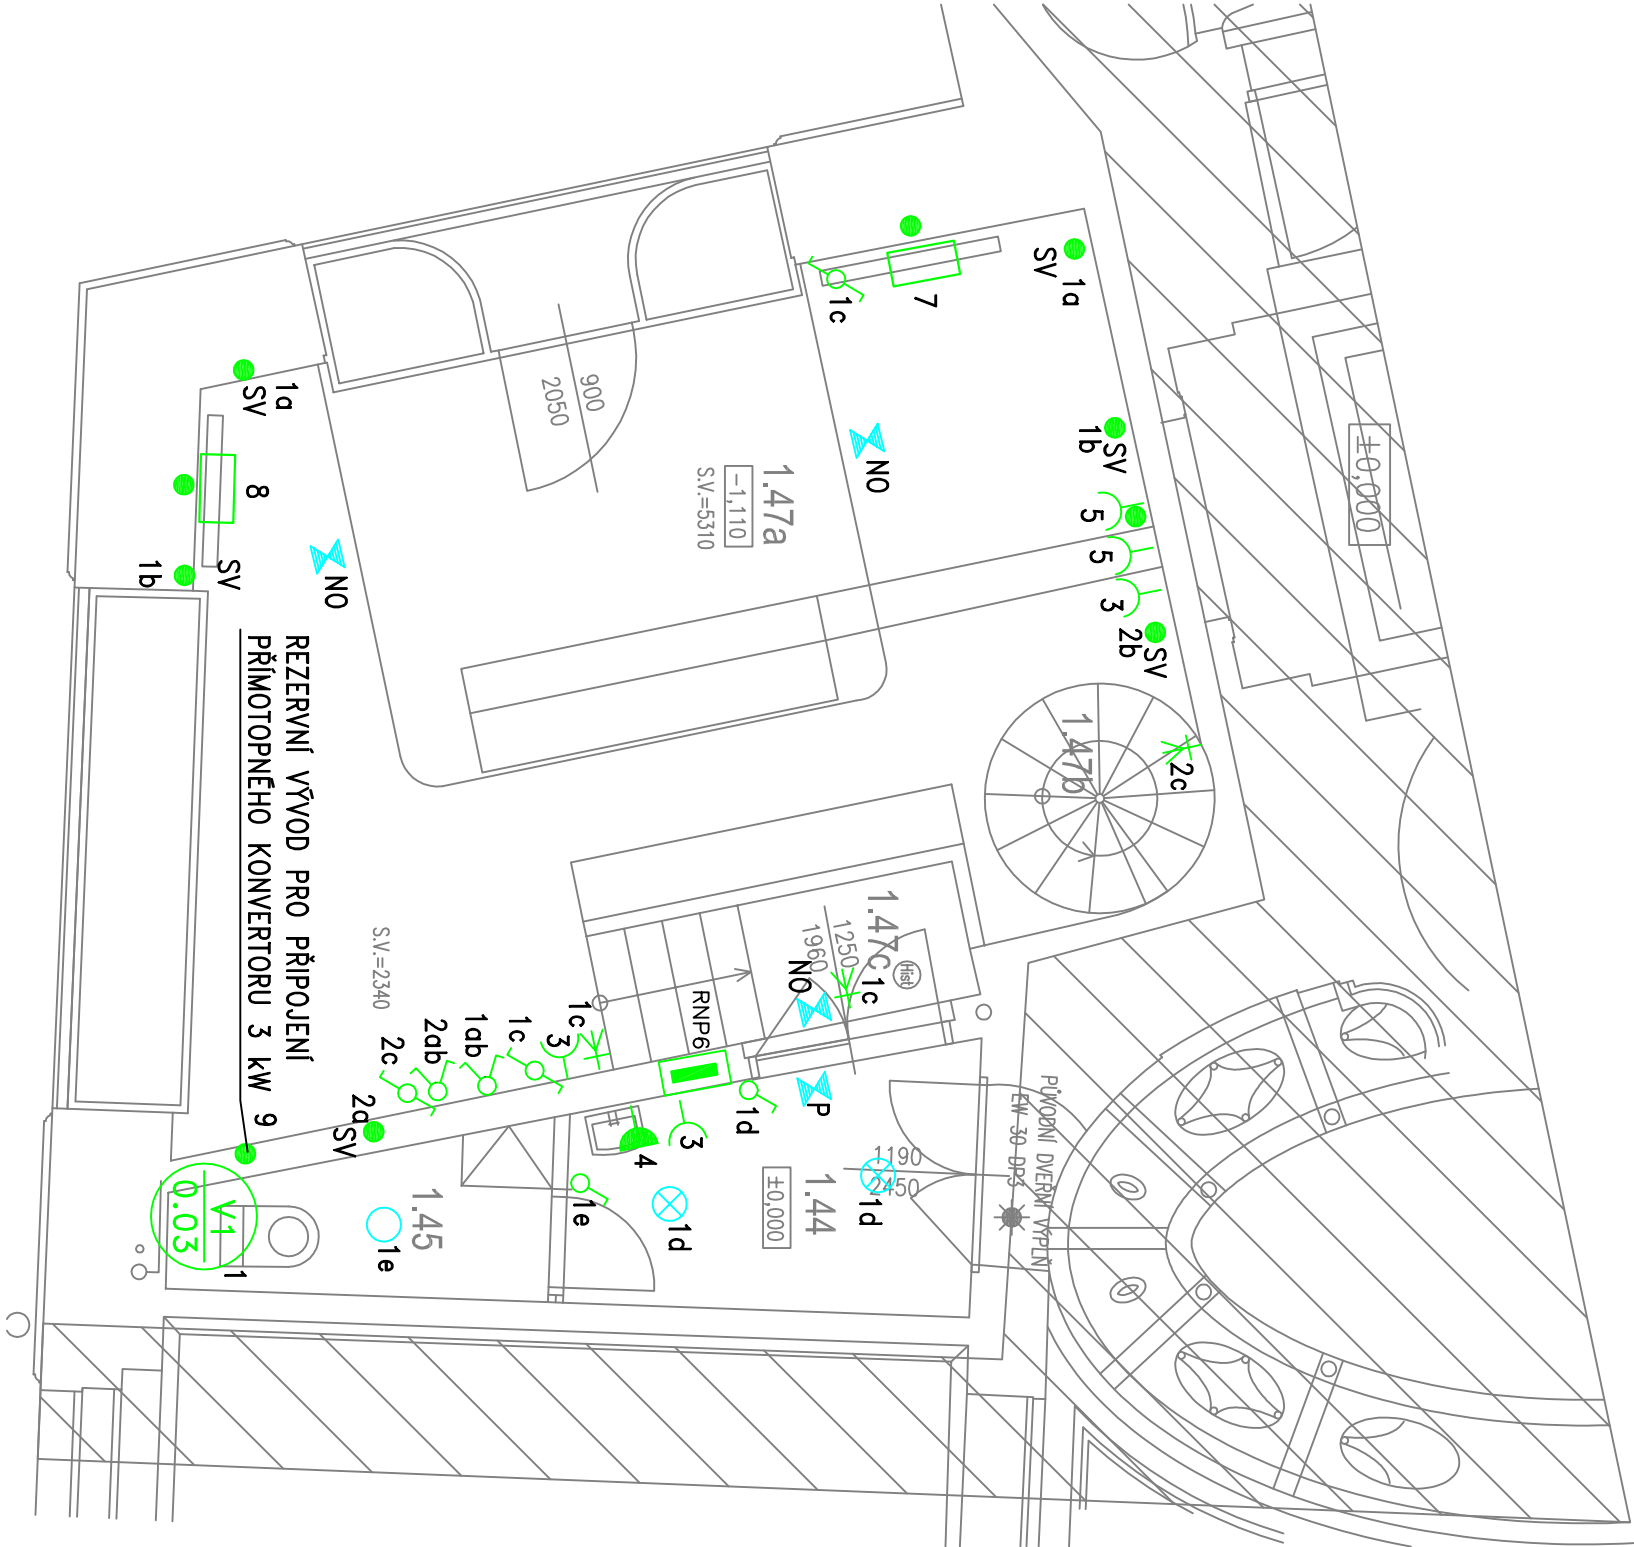 SV
1a
7
1c
900
2050
1a
SV
8
SV
1b
NO
NO
1.47a
-1,110
S.V.=5310
±0,000
SV
1b
5
5
3
SV
2b
1.47b
2c
REZERVNÍ VÝVOD PRO PŘIPOJENÍ
PŘÍMOTOPNÉHO KONVERTORU 3 kW 9
S.V.=2340
1.47c
1250
1960
Hist
NO
1c
RNP6
1c
3
1c
1ab
2ab
2c
2a
SV
P
1d
3
4
1.44
±0,000
1190
2450
1d
1d
1e
1.45
1e
V1
0.03
1
PŮVODNÍ DVEŘNÍ VÝPLŇ
EW 30 DP3